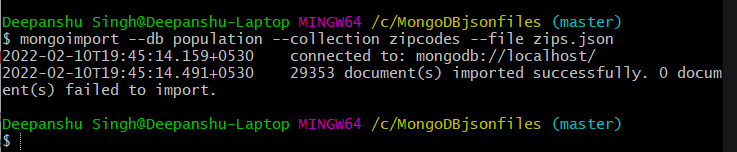 Deepanshu Singh@Deepanshu-Laptop MINGW64 /c/MongoDBjsonfiles (master)
$ mongoimport --db population --collection zipcodes --file zips.json
2022-02-10T19:45:14.159+0530    connected to: mongodb://localhost/
2022-02-10T19:45:14.491+0530    29353 document(s) imported successfully. 0 docum
ent(s) failed to import.
Deepanshu Singh@Deepanshu-Laptop MINGW64 /c/MongoDBjsonfiles (master)
$